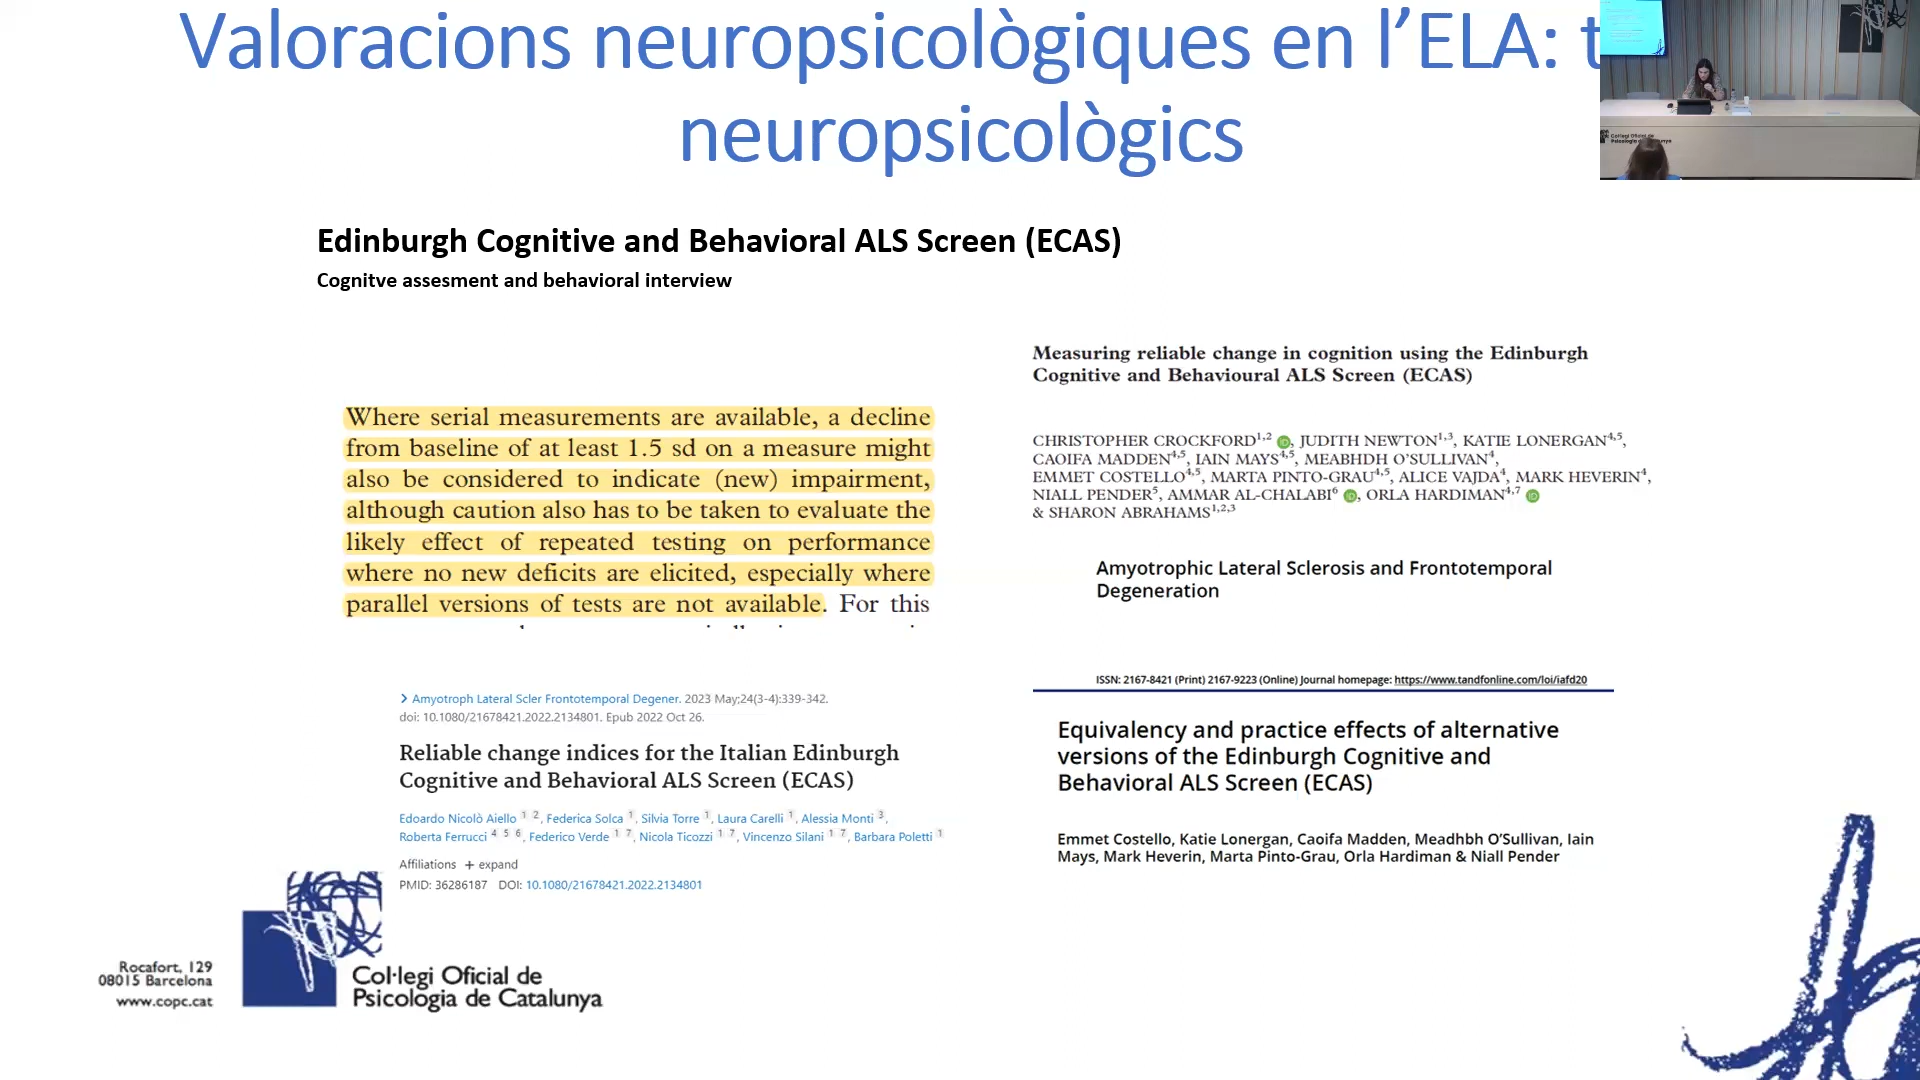 Valoracions neuropsicològiques en l’ELA: t
neuropsicològics
Edinburgh Cognitive and Behavioral ALS Screen (ECAS)
Cognitve assesment and behavioral interview
Where serial measurements are available, a decline
from baseline of at least 1.5 sd on a measure might
also be considered to indicate (new) impairment,
although caution also has to be taken to evaluate the
likely effect of repeated testing on performance
where no new deficits are elicited, especially where
parallel versions of tests are not available. For this
Measuring reliable change in cognition using the Edinburgh
Cognitive and Behavioural ALS Screen (ECAS)
CHRISTOPHER CROCKFORD1,2 iD, JUDITH NEWTON1,3, KATIE LONERGAN4,5,
CAOIFA MADDEN4,5, IAIN MAYS4,5, MEABHDH O’SULLIVAN4,
EMMET COSTELLO4,5, MARTA PINTO-GRAU4,5, ALICE VAJDA4, MARK HEVERIN4,
NIALL PENDER5, AMMAR AL-CHALABI6 iD, ORLA HARDIMAN4,7 iD
& SHARON ABRAHAMS1,2,3
Amyotrophic Lateral Sclerosis and Frontotemporal
Degeneration
ISSN: 2167-8421 (Print) 2167-9223 (Online) Journal homepage: https://www.tandfonline.com/loi/iafd20
Equivalency and practice effects of alternative
versions of the Edinburgh Cognitive and
Behavioral ALS Screen (ECAS)
Emmet Costello, Katie Lonergan, Caoifa Madden, Meadhbh O’Sullivan, Iain
Mays, Mark Heverin, Marta Pinto-Grau, Orla Hardiman & Niall Pender
> Amyotroph Lateral Scler Frontotemporal Degener. 2023 May;24(3-4):339-342.
doi: 10.1080/21678421.2022.2134801. Epub 2022 Oct 26.
Reliable change indices for the Italian Edinburgh
Cognitive and Behavioral ALS Screen (ECAS)
Edoardo Nicolò Aiello 1 2, Federica Solca 1, Silvia Torre 1, Laura Carelli 1, Alessia Monti 3,
Roberta Ferrucci 4 5 6, Federico Verde 1 7, Nicola Ticozzi 1 7, Vincenzo Silani 1 7, Barbara Poletti 1
Affiliations + expand
PMID: 36286187 DOI: 10.1080/21678421.2022.2134801
Rocafort, 129
08015 Barcelona
www.copc.cat
Col·legi Oficial de
Psicologia de Catalunya
Col·legi Oficial de
Psicologia de Catalunya